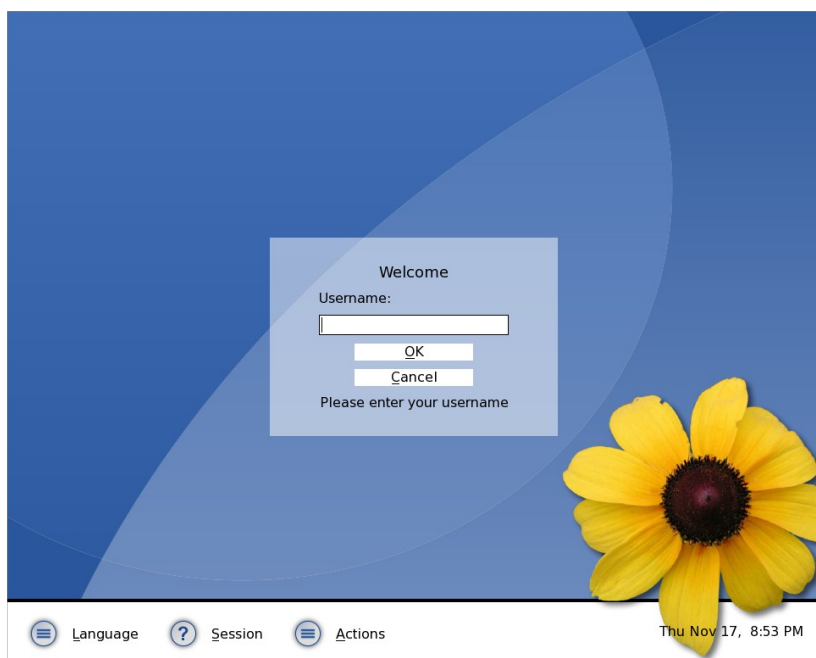 Welcome
Username:
OK
Cancel
Please enter your username
Language
Session
Actions
Thu Nov 17, 8:53 PM